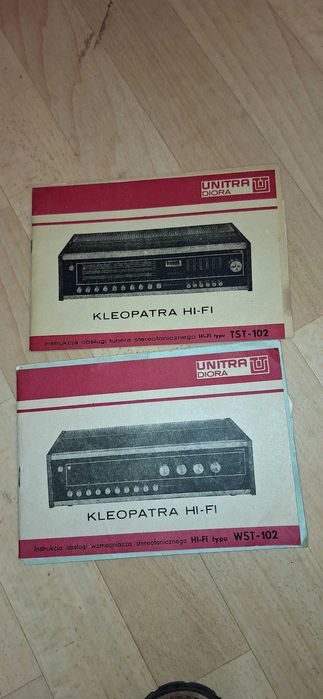 UNITRA
DIORA
KLEOPATRA HI-FI
Instrukcja obsługi tunera stereofonicznego HI-FI typu TST-102
UNITRA
DIORA
KLEOPATRA HI-FI
Instrukcja obsługi wzmacniacza stereofonicznego HI-FI typu WST-102